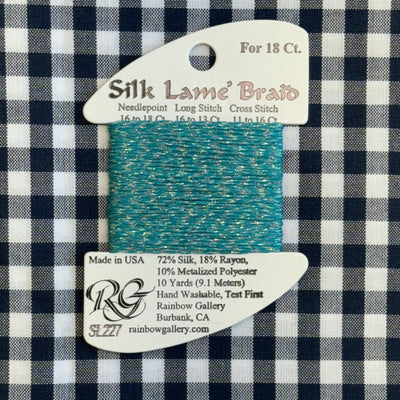 For 18 Ct.
Silk Lamé Braid
Needlepoint Long Stitch Cross Stitch
16 to 18 Ct. 16 to 13 Ct. 11 to 16 Ct.
Made in USA
RG
SL227
72% Silk, 18% Rayon,
10% Metalized Polyester
10 Yards (9.1 Meters)
Hand Washable, Test First
Rainbow Gallery
Burbank, CA
rainbowgallery.com